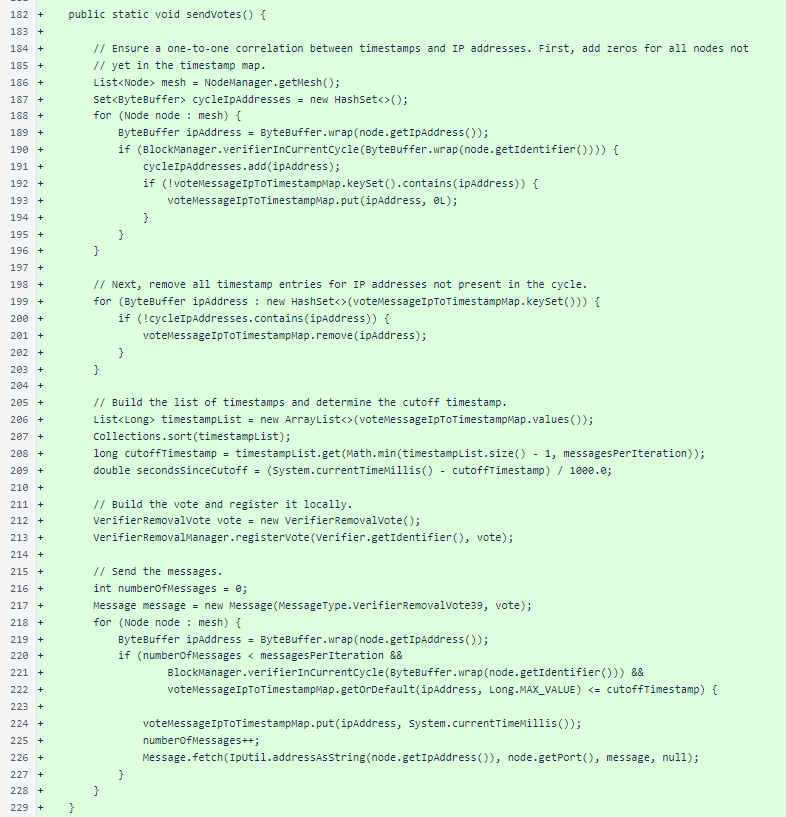 182 +     public static void sendVotes() {
183 +
184 +         // Ensure a one-to-one correlation between timestamps and IP addresses. First, add zeros for all nodes not
185 +         // yet in the timestamp map.
186 +         List<Node> mesh = NodeManager.getMesh();
187 +         Set<ByteBuffer> cycleIpAddresses = new HashSet<>();
188 +         for (Node node : mesh) {
189 +             ByteBuffer ipAddress = ByteBuffer.wrap(node.getIpAddress());
190 +             if (BlockManager.verifierInCurrentCycle(ByteBuffer.wrap(node.getIdentifier()))) {
191 +                 cycleIpAddresses.add(ipAddress);
192 +                 if (!voteMessageIpToTimestampMap.keySet().contains(ipAddress)) {
193 +                     voteMessageIpToTimestampMap.put(ipAddress, 0L);
194 +                 }
195 +             }
196 +         }
197 +
198 +         // Next, remove all timestamp entries for IP addresses not present in the cycle.
199 +         for (ByteBuffer ipAddress : new HashSet<>(voteMessageIpToTimestampMap.keySet())) {
200 +             if (!cycleIpAddresses.contains(ipAddress)) {
201 +                 voteMessageIpToTimestampMap.remove(ipAddress);
202 +             }
203 +         }
204 +
205 +         // Build the list of timestamps and determine the cutoff timestamp.
206 +         List<Long> timestampList = new ArrayList<>(voteMessageIpToTimestampMap.values());
207 +         Collections.sort(timestampList);
208 +         long cutoffTimestamp = timestampList.get(Math.min(timestampList.size() - 1, messagesPerIteration));
209 +         double secondsSinceCutoff = (System.currentTimeMillis() - cutoffTimestamp) / 1000.0;
210 +
211 +         // Build the vote and register it locally.
212 +         VerifierRemovalVote vote = new VerifierRemovalVote();
213 +         VerifierRemovalManager.registerVote(Verifier.getIdentifier(), vote);
214 +
215 +         // Send the messages.
216 +         int numberOfMessages = 0;
217 +         Message message = new Message(MessageType.VerifierRemovalVote39, vote);
218 +         for (Node node : mesh) {
219 +             ByteBuffer ipAddress = ByteBuffer.wrap(node.getIpAddress());
220 +             if (numberOfMessages < messagesPerIteration &&
221 +                     BlockManager.verifierInCurrentCycle(ByteBuffer.wrap(node.getIdentifier())) &&
222 +                     voteMessageIpToTimestampMap.getOrDefault(ipAddress, Long.MAX_VALUE) <= cutoffTimestamp) {
223 +
224 +                 voteMessageIpToTimestampMap.put(ipAddress, System.currentTimeMillis());
225 +                 numberOfMessages++;
226 +                 Message.fetch(IpUtil.addressAsString(node.getIpAddress()), node.getPort(), message, null);
227 +             }
228 +         }
229 +     }